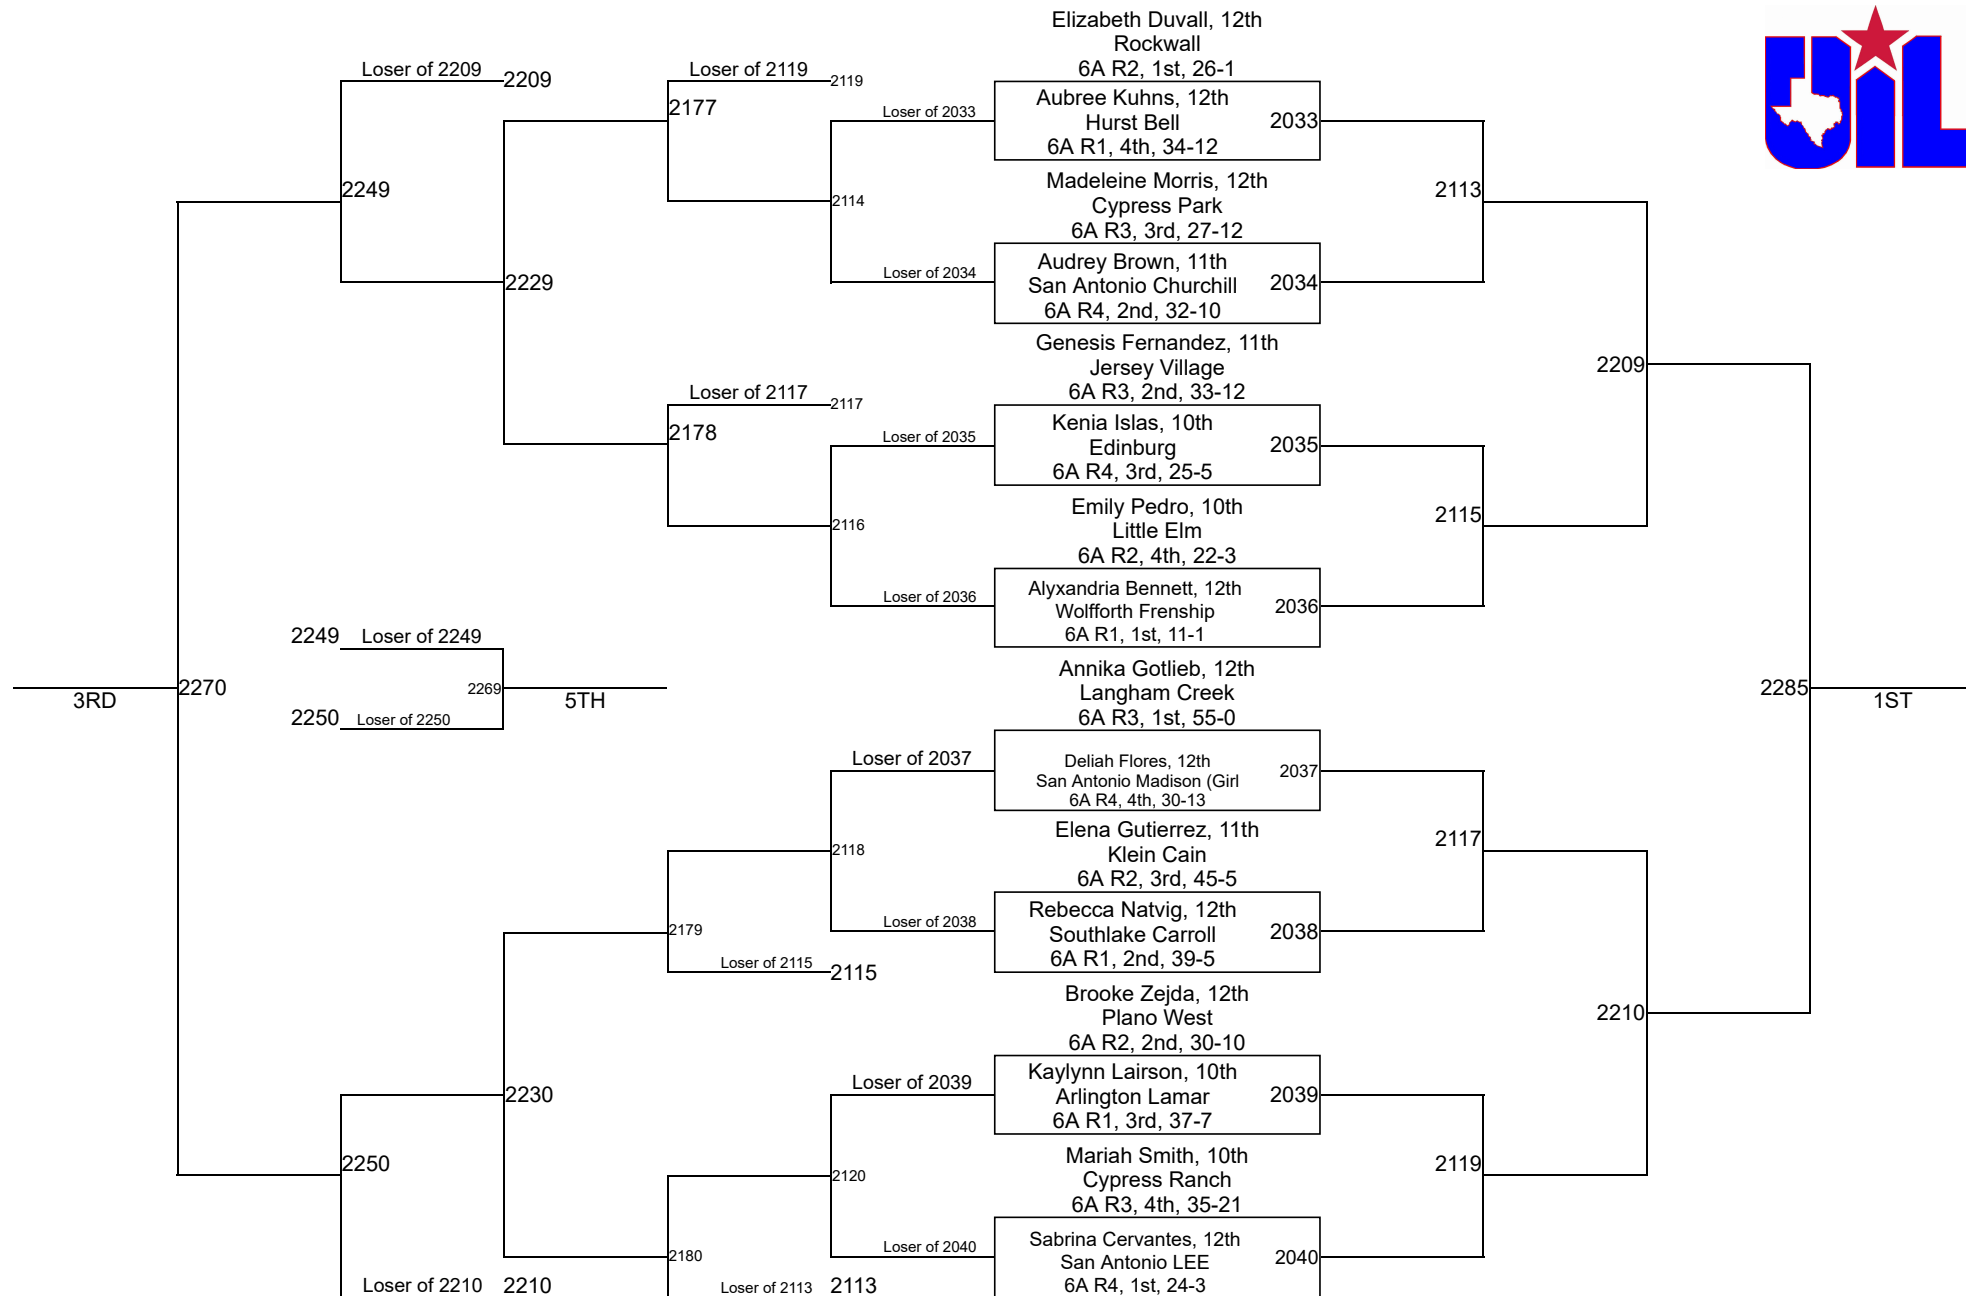 Elizabeth Duvall, 12th
Rockwall
6A R2, 1st, 26-1
UIL
Loser of 2209 2209
Loser of 2119 2119
2177
Loser of 2033
Aubree Kuhns, 12th
Hurst Bell
6A R1, 4th, 34-12
2033
Madeleine Morris, 12th
Cypress Park
6A R3, 3rd, 27-12
2249
2114
2113
Loser of 2034
Audrey Brown, 11th
San Antonio Churchill
6A R4, 2nd, 32-10
2034
2229
Genesis Fernandez, 11th
Jersey Village
6A R3, 2nd, 33-12
2209
Loser of 2117 2117
2178
Loser of 2035
Kenia Islas, 10th
Edinburg
6A R4, 3rd, 25-5
2035
Emily Pedro, 10th
Little Elm
6A R2, 4th, 22-3
2116
2115
Loser of 2036
Alyxandria Bennett, 12th
Wolfforth Frenship
6A R1, 1st, 11-1
2036
2249 Loser of 2249
Annika Gotlieb, 12th
Langham Creek
6A R3, 1st, 55-0
3RD
2270
2269
5TH
2285
1ST
2250 Loser of 2250
Loser of 2037
Deliah Flores, 12th
San Antonio Madison (Girl
6A R4, 4th, 30-13
2037
Elena Gutierrez, 11th
Klein Cain
6A R2, 3rd, 45-5
2118
2117
Loser of 2038
Rebecca Natvig, 12th
Southlake Carroll
6A R1, 2nd, 39-5
2038
2179
Loser of 2115 2115
Brooke Zejda, 12th
Plano West
6A R2, 2nd, 30-10
2210
2230
Loser of 2039
Kaylynn Lairson, 10th
Arlington Lamar
6A R1, 3rd, 37-7
2039
Mariah Smith, 10th
Cypress Ranch
6A R3, 4th, 35-21
2250
2120
2119
Loser of 2040
Sabrina Cervantes, 12th
San Antonio LEE
6A R4, 1st, 24-3
2040
2180
Loser of 2210 2210
Loser of 2113 2113